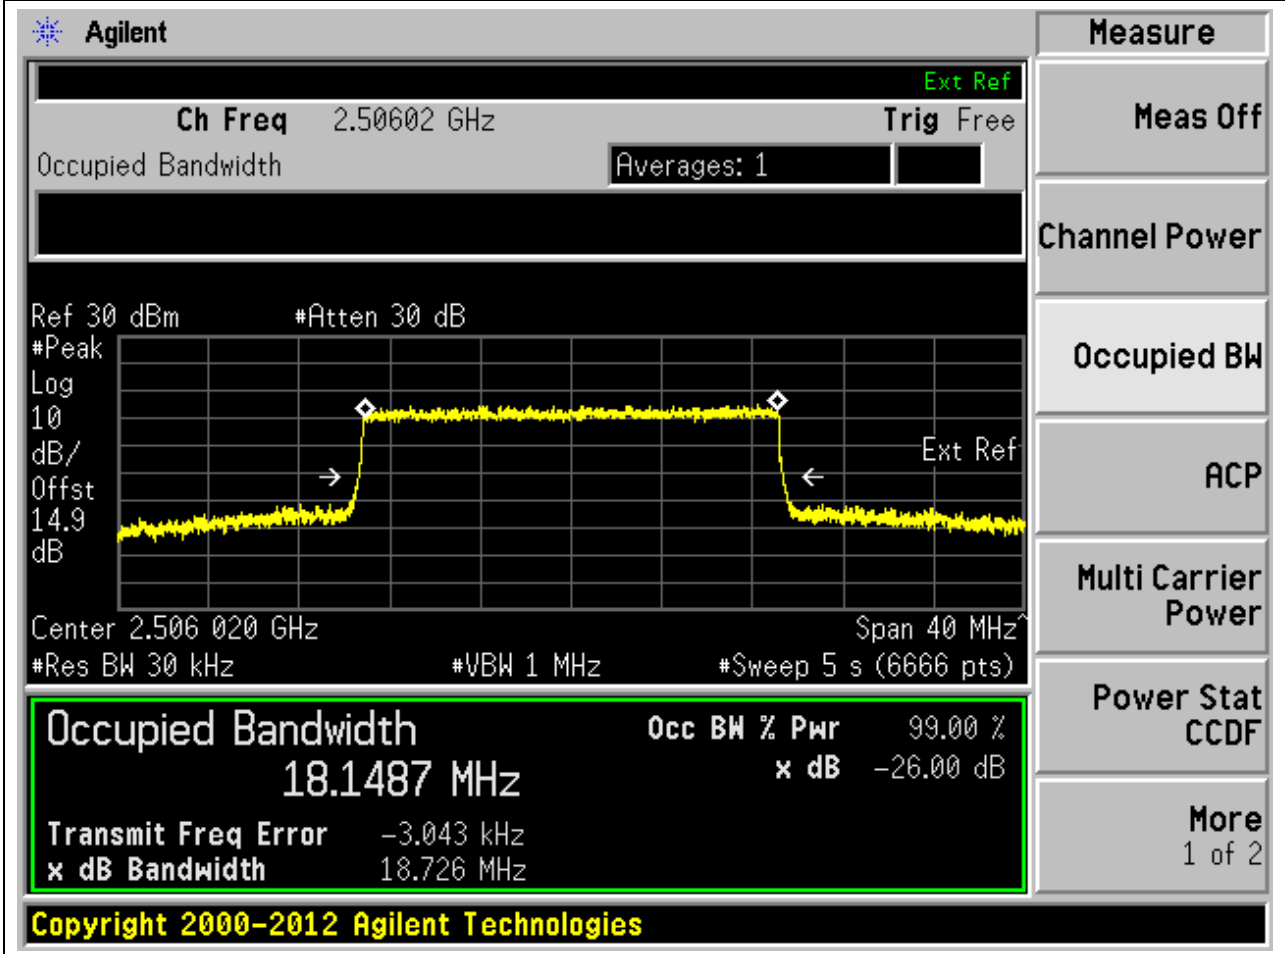 Agilent
Measure
Ext Ref
Ch Freq 2.50602 GHz Trig Free
Meas Off
Occupied Bandwidth Averages: 1
Channel Power
Ref 30 dBm #Atten 30 dB
#Peak
Log
10
dB/
Offst
14.9
dB
Ext Ref
Occupied BW
ACP
Center 2.506 020 GHz Span 40 MHz^
#Res BW 30 kHz #VBW 1 MHz #Sweep 5 s (6666 pts)
Multi Carrier
Power
Occupied Bandwidth Occ BW % Pwr 99.00 %
18.1487 MHz x dB -26.00 dB
Transmit Freq Error -3.043 kHz
x dB Bandwidth 18.726 MHz
Power Stat
CCDF
More
1 of 2
Copyright 2000-2012 Agilent Technologies